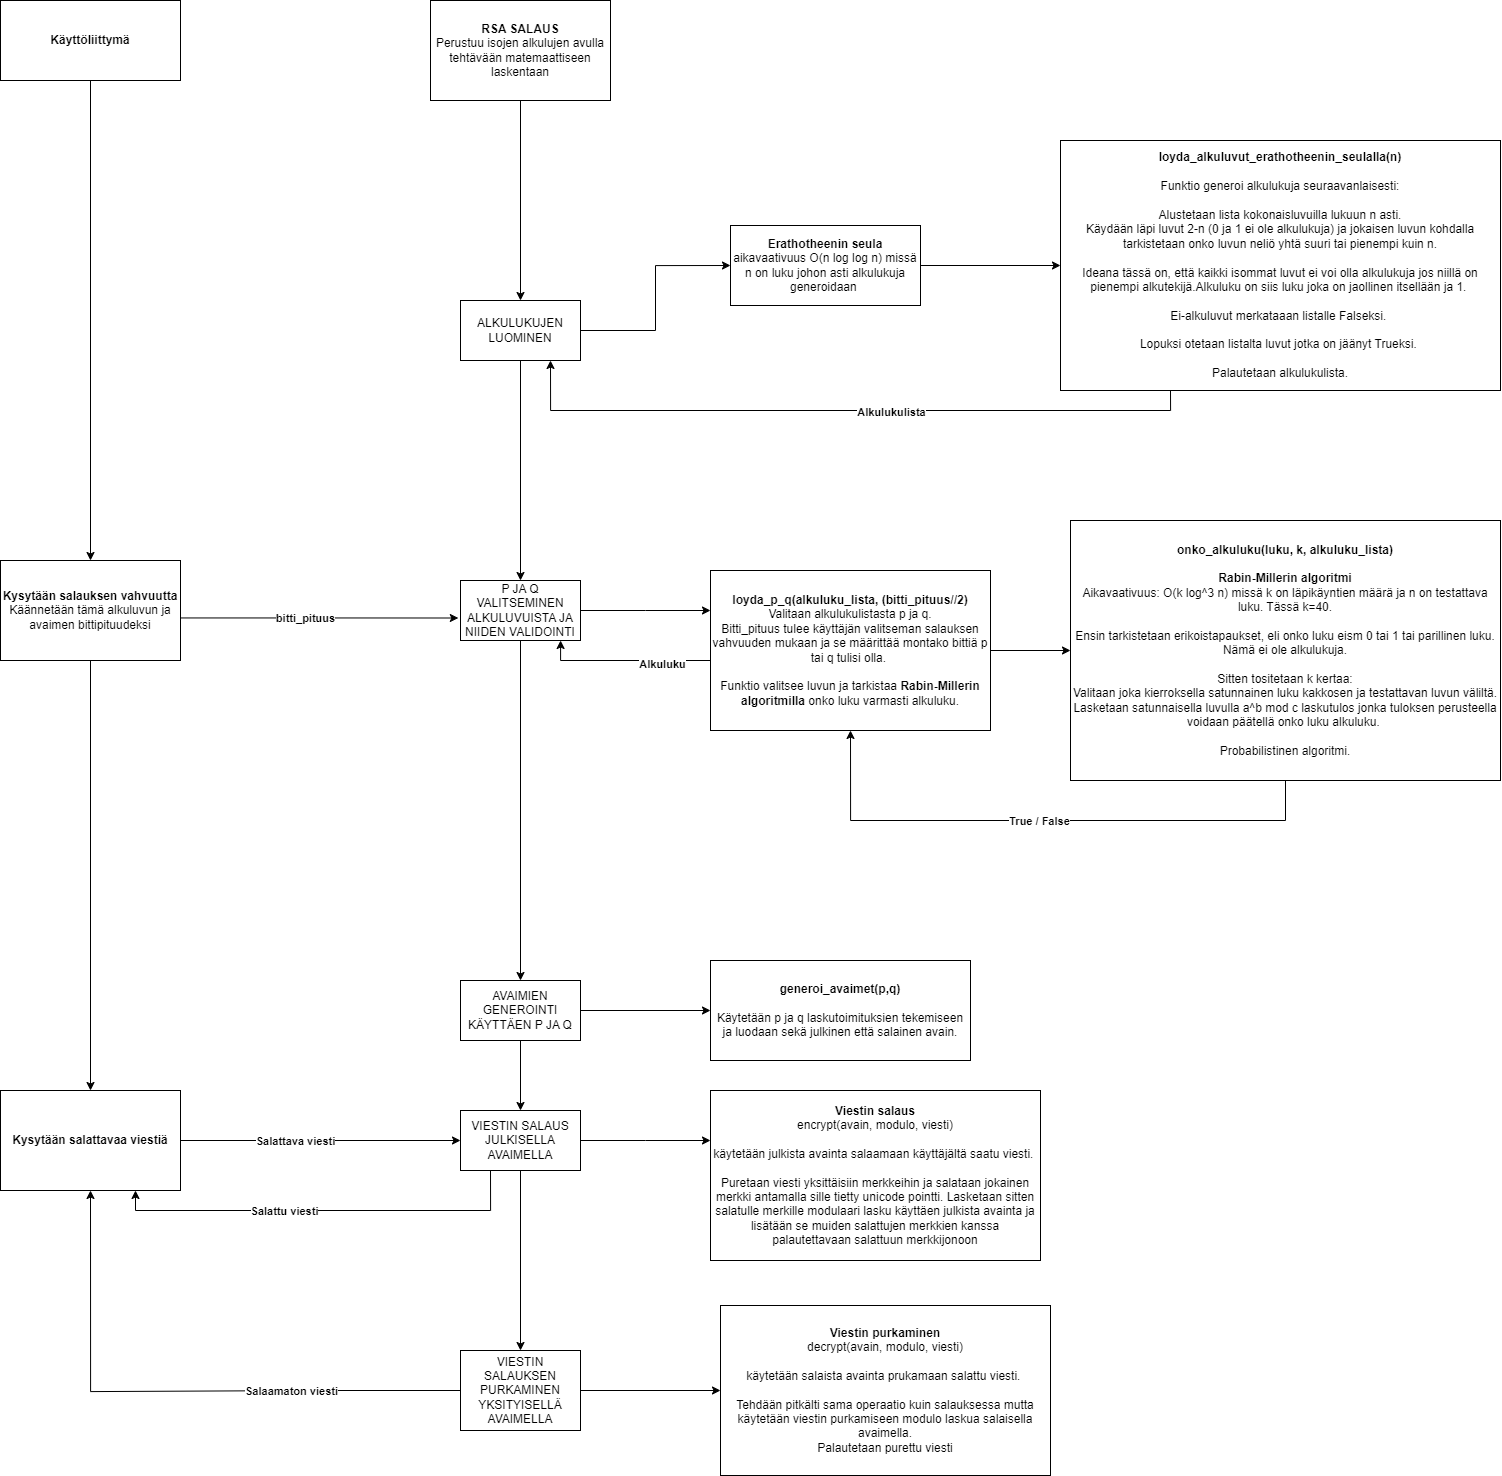 Käyttöliittymä
RSA SALAUS
Perustuu isojen alkulujen avulla
tehtävään matemaattiseen
laskentaan
loyda_alkuluvut_erathotheenin_seulalla(n)
Funktio generoi alkulukuja seuraavanlaisesti:
Alustetaan lista kokonaisluvuilla lukuun n asti.
Käydään läpi luvut 2-n (0 ja 1 ei ole alkulukuja) ja jokaisen luvun kohdalla
tarkistetaan onko luvun neliö yhtä suuri tai pienempi kuin n.
Ideana tässä on, että kaikki isommat luvut ei voi olla alkulukuja jos niillä on
pienempi alkutekijä.Alkuluku on siis luku joka on jaollinen itsellään ja 1.
Ei-alkuluvut merkataaan listalle Falseksi.
Lopuksi otetaan listalta luvut jotka on jäänyt Trueksi.
Palautetaan alkulukulista.
Erathotheenin seula
aikavaativuus O(n log log n) missä
n on luku johon asti alkulukuja
generoidaan
ALKULUKUJEN
LUOMINEN
Alkulukulista
Kysytään salauksen vahvuutta
Käännetään tämä alkuluvun ja
avaimen bittipituudeksi
bitti_pituus
P JA Q
VALITSEMINEN
ALKULUVUISTA JA
NIIDEN VALIDOINTI
Alkuluku
loyda_p_q(alkuluku_lista, (bitti_pituus//2)
Valitaan alkulukulistasta p ja q.
Bitti_pituus tulee käyttäjän valitseman salauksen
vahvuuden mukaan ja se määrittää montako bittiä p
tai q tulisi olla.
Funktio valitsee luvun ja tarkistaa Rabin-Millerin
algoritmilla onko luku varmasti alkuluku.
onko_alkuluku(luku, k, alkuluku_lista)
Rabin-Millerin algoritmi
Aikavaativuus: O(k log^3 n) missä k on läpikäyntien määrä ja n on testattava
luku. Tässä k=40.
Ensin tarkistetaan erikoistapaukset, eli onko luku eism 0 tai 1 tai parillinen luku.
Nämä ei ole alkulukuja.
Sitten tositetaan k kertaa:
Valitaan joka kierroksella satunnainen luku kakkosen ja testattavan luvun väliltä.
Lasketaan satunnaisella luvulla a^b mod c laskutulos jonka tuloksen perusteella
voidaan päätellä onko luku alkuluku.
Probabilistinen algoritmi.
True / False
AVAIMIEN
GENEROINTI
KÄYTTÄEN P JA Q
generoi_avaimet(p,q)
Käytetään p ja q laskutoimituksien tekemiseen
ja luodaan sekä julkinen että salainen avain.
Kysytään salattavaa viestiä
Salattava viesti
VIESTIN SALAUS
JULKISELLA
AVAIMELLA
Salattu viesti
Viestin salaus
encrypt(avain, modulo, viesti)
käytetään julkista avainta salaamaan käyttäjältä saatu viesti.
Puretaan viesti yksittäisiin merkkeihin ja salataan jokainen
merkki antamalla sille tietty unicode pointti. Lasketaan sitten
salatulle merkille modulaari lasku käyttäen julkista avainta ja
lisätään se muiden salattujen merkkien kanssa
palautettavaan salattuun merkkijonoon
Salaamaton viesti
VIESTIN
SALAUKSEN
PURKAMINEN
YKSITYISELLÄ
AVAIMELLA
Viestin purkaminen
decrypt(avain, modulo, viesti)
käytetään salaista avainta prukamaan salattu viesti.
Tehdään pitkälti sama operaatio kuin salauksessa mutta
käytetään viestin purkamiseen modulo laskua salaisella
avaimella.
Palautetaan purettu viesti